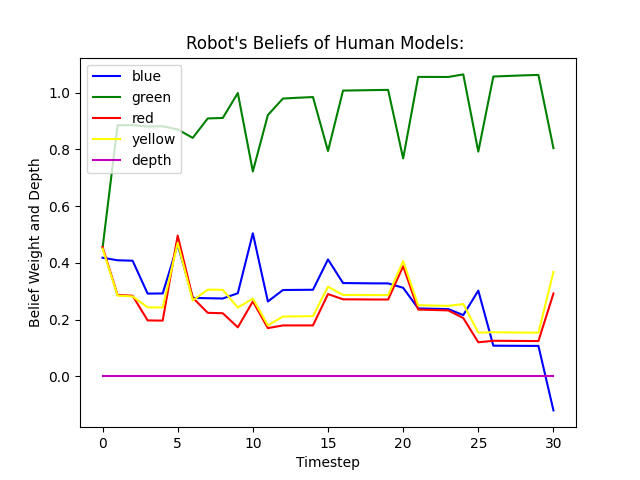 Robot's Beliefs of Human Models:
blue
green
red
yellow
depth
Belief Weight and Depth
1.0
0.8
0.6
0.4
0.2
0.0
0 5 10 15 20 25 30
Timestep